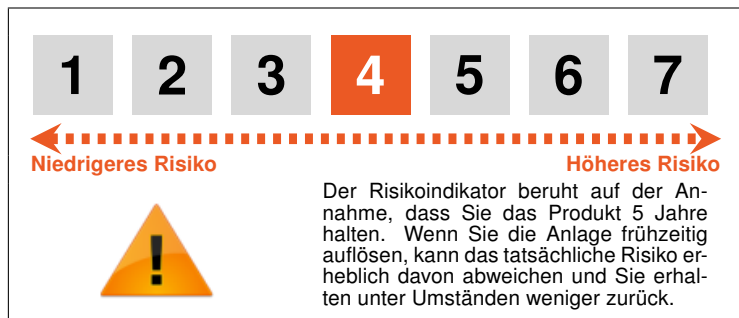 1 2 3 4 5 6 7
Niedrigeres Risiko Höheres Risiko
Der Risikoindikator beruht auf der An-
nahme, dass Sie das Produkt 5 Jahre
halten. Wenn Sie die Anlage frühzeitig
auflösen, kann das tatsächliche Risiko er-
heblich davon abweichen und Sie erhal-
ten unter Umständen weniger zurück.
!